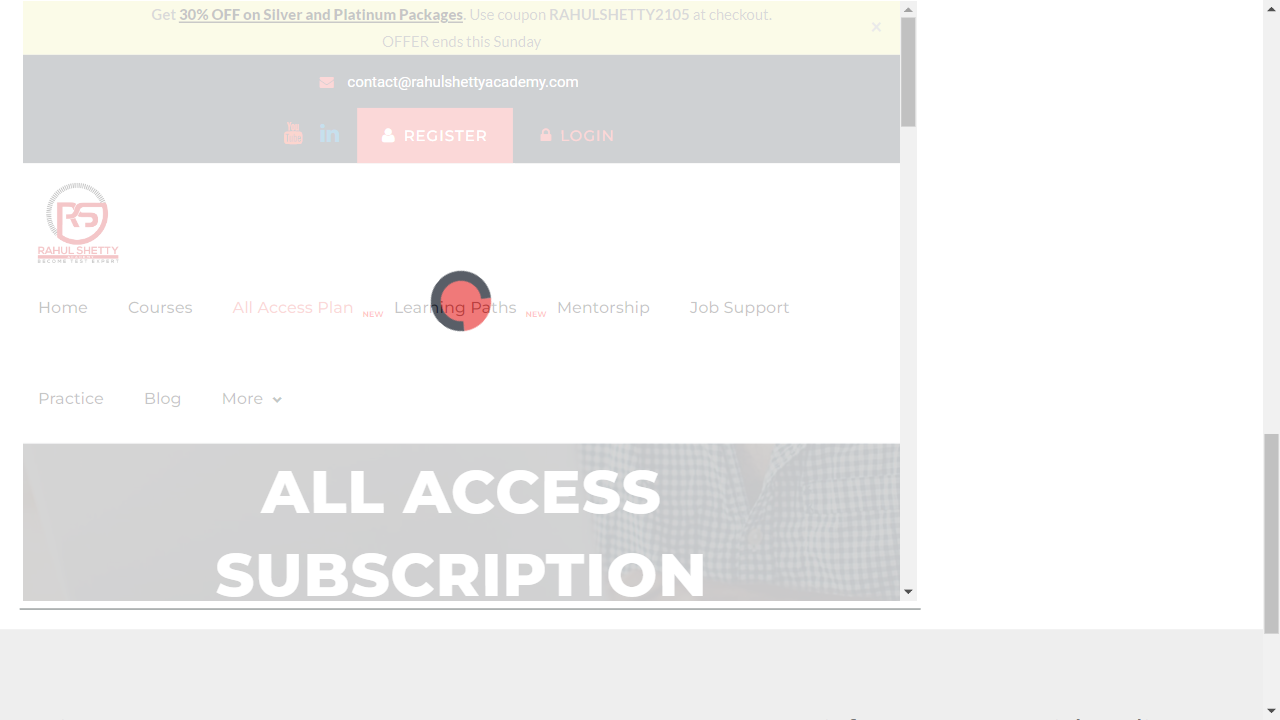 Get 30% OFF on Silver and Platinum Packages. Use coupon RAHULSHETTY2105 at checkout.
OFFER ends this Sunday
×
contact@rahulshettyacademy.com
REGISTER
LOGIN
RS
RAHUL SHETTY
BECOME TEST EXPERT
Home Courses All Access Plan NEW Learning Paths NEW Mentorship Job Support
Practice Blog More
ALL ACCESS
SUBSCRIPTION